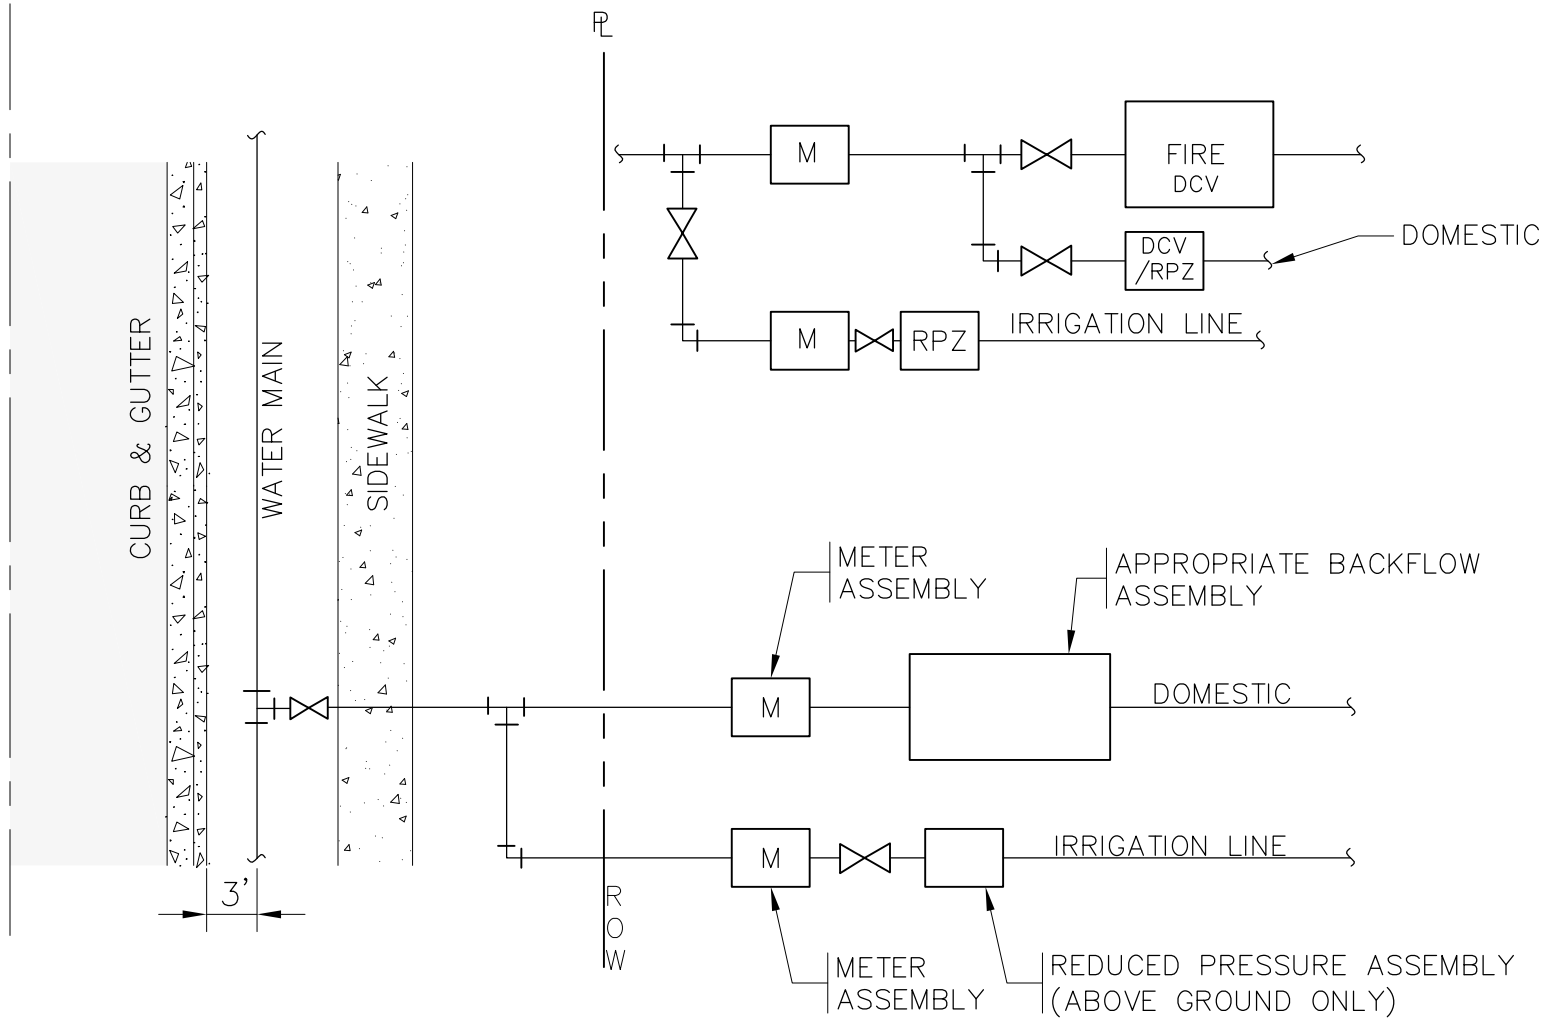 PL
M
FIRE
DCV
DCV
/RPZ
DOMESTIC
M
RPZ
IRRIGATION LINE
CURB & GUTTER
WATER MAIN
SIDEWALK
METER
ASSEMBLY
APPROPRIATE BACKFLOW
ASSEMBLY
M
DOMESTIC
M
IRRIGATION LINE
3'
ROW
METER
ASSEMBLY
REDUCED PRESSURE ASSEMBLY
(ABOVE GROUND ONLY)